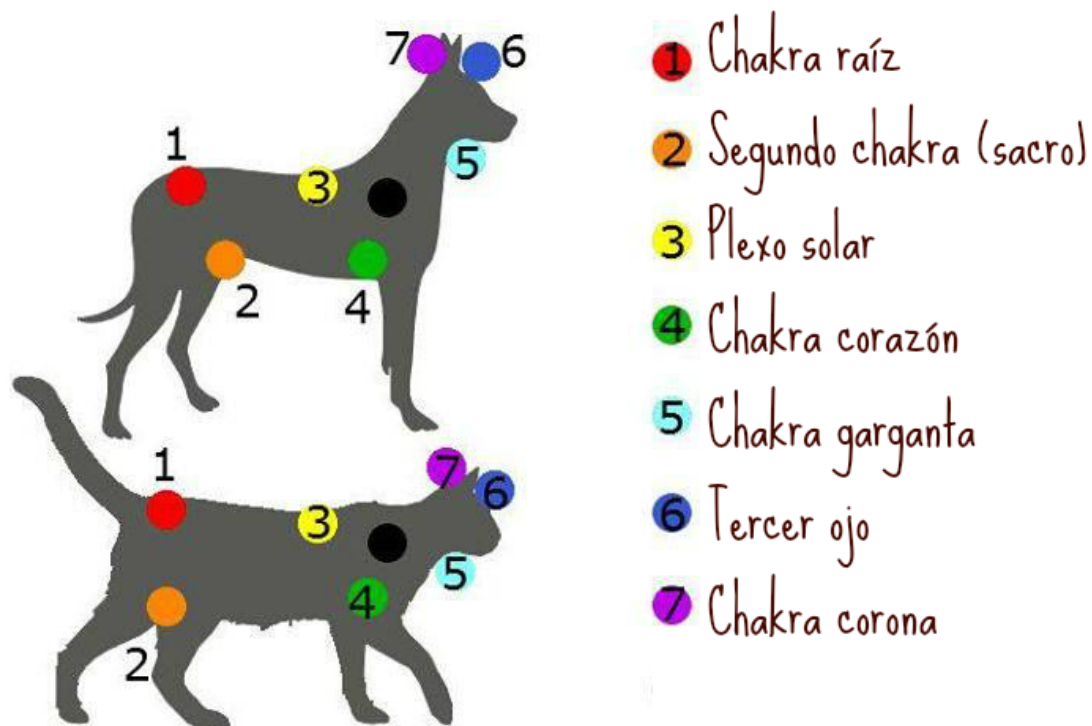 7 6
1
3
5
2 4
1
7 6
3
5
4
2
1 Chakra raíz
2 Segundo chakra (sacro)
3 Plexo solar
4 Chakra corazón
5 Chakra garganta
6 Tercer ojo
7 Chakra corona